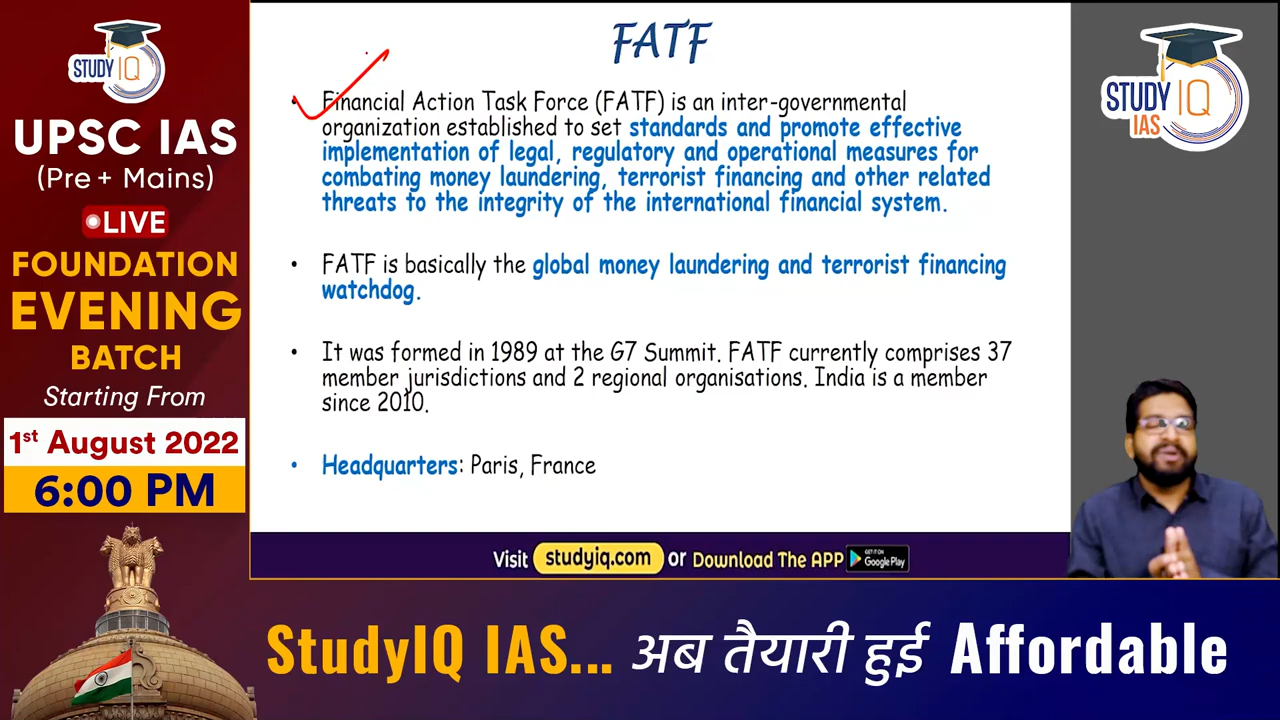 STUDY IQ
UPSC IAS
(Pre + Mains)
LIVE
FOUNDATION
EVENING
BATCH
Starting From
1st August 2022
6:00 PM
FATF
• Financial Action Task Force (FATF) is an inter-governmental
organization established to set standards and promote effective
implementation of legal, regulatory and operational measures for
combating money laundering, terrorist financing and other related
threats to the integrity of the international financial system.
• FATF is basically the global money laundering and terrorist financing
watchdog.
• It was formed in 1989 at the G7 Summit. FATF currently comprises 37
member jurisdictions and 2 regional organisations. India is a member
since 2010.
• Headquarters: Paris, France
Visit studyiq.com or Download The APP GET IT ON Google Play
STUDY IQ
IAS
StudyIQ IAS... अब तैयारी हुई Affordable